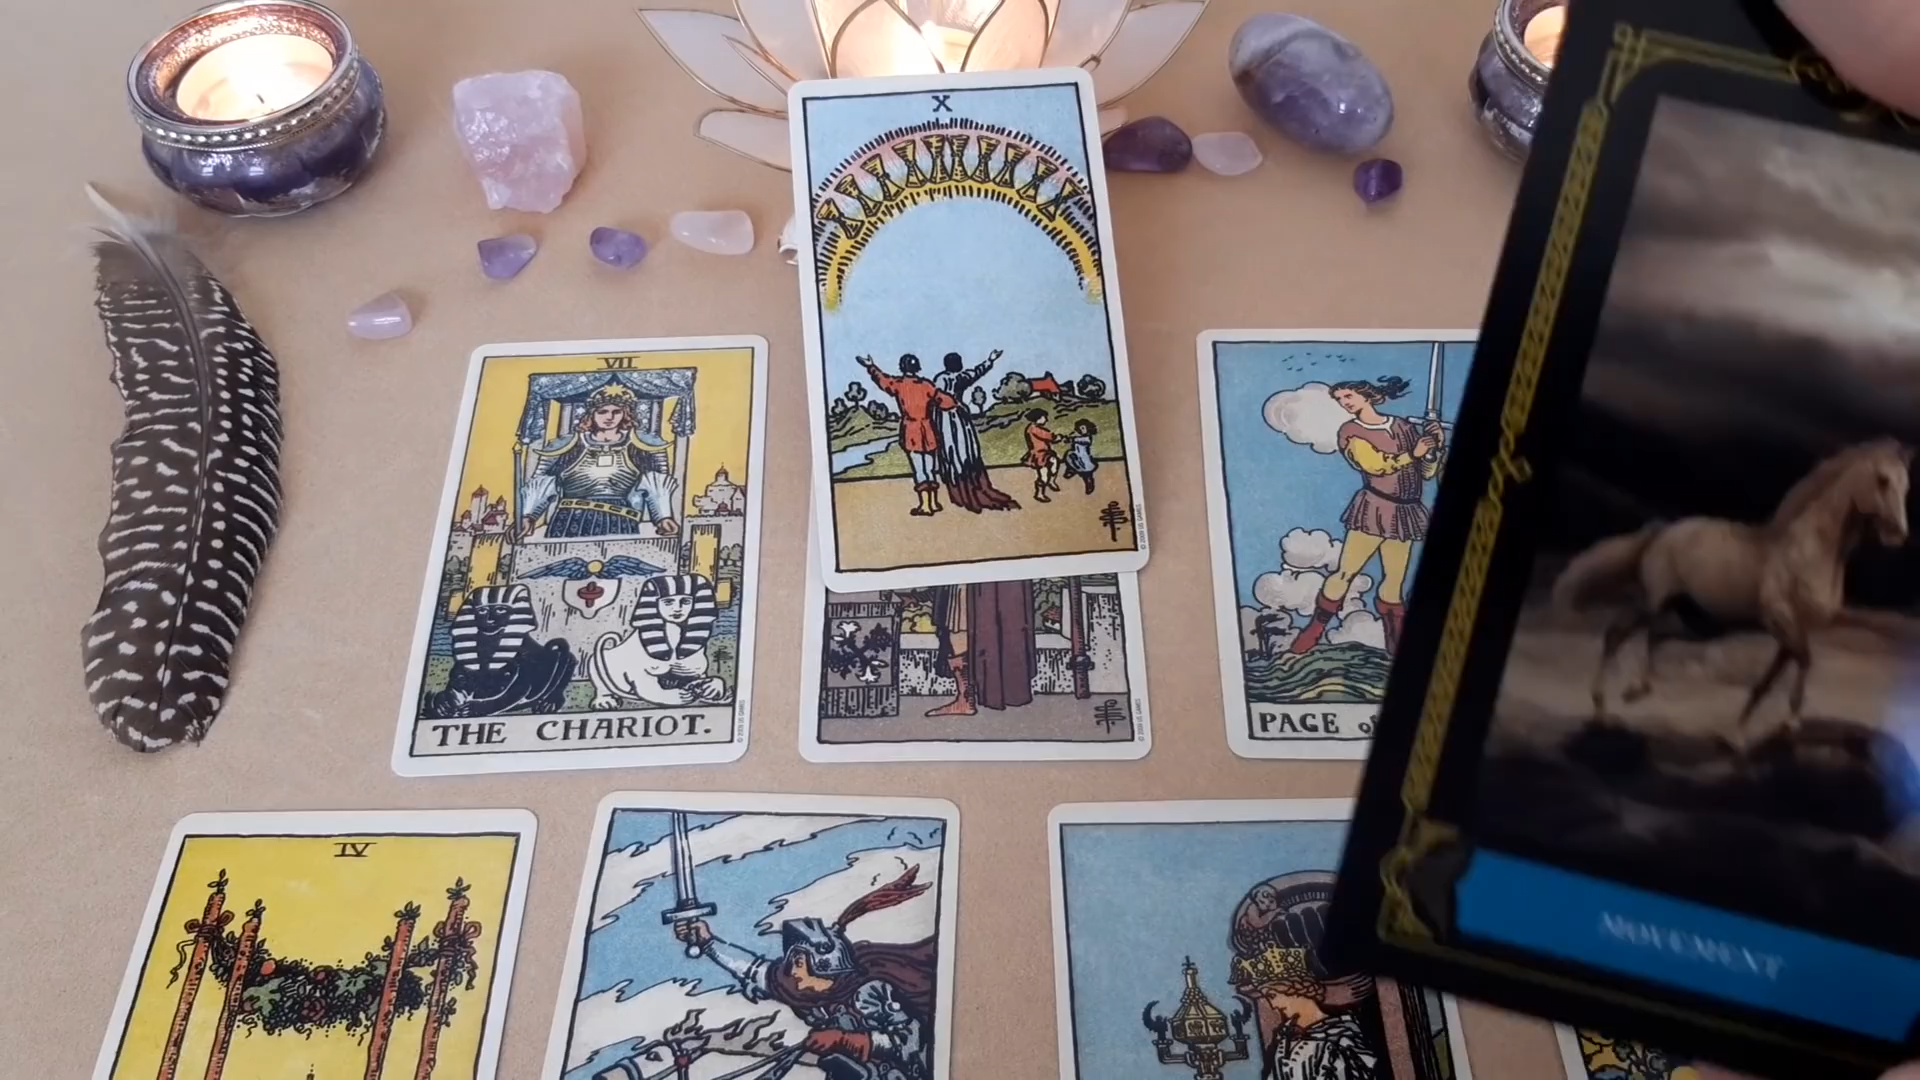 X
VII
THE CHARIOT.
PAGE
IV
MOVEMENT